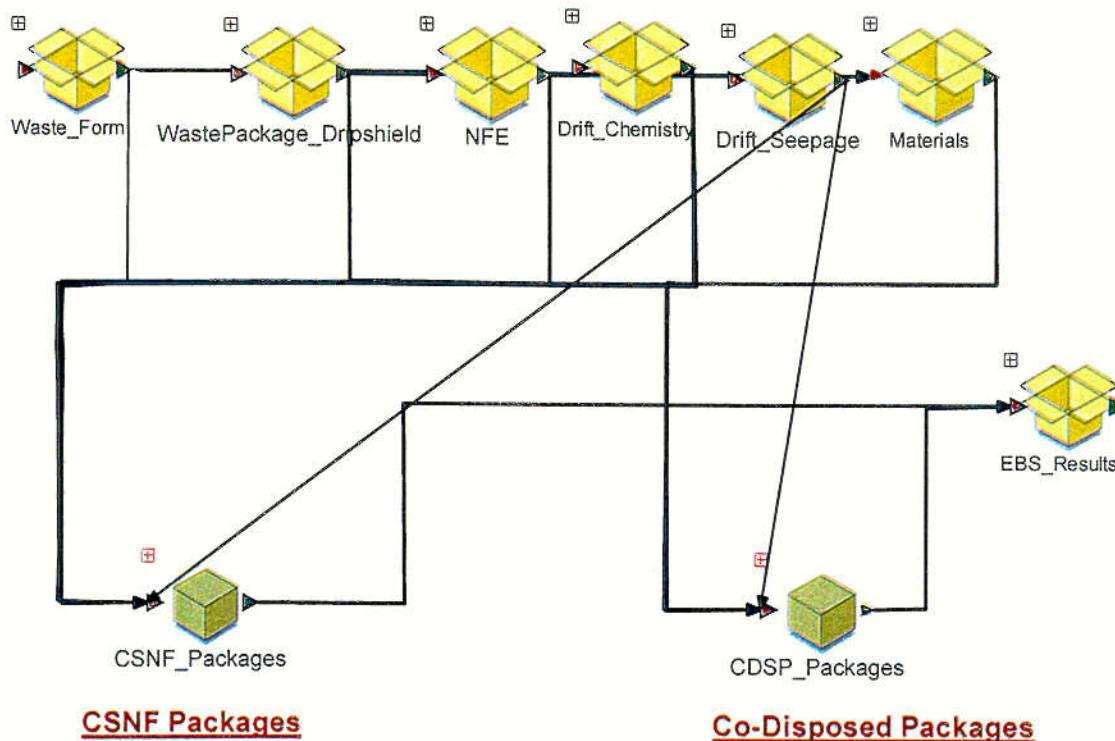 Waste_Form
WastePackage_Dripshield
NFE
Drift_Chemistry
Drift_Seepage
Materials
EBS_Results
CSNF_Packages
CDSP_Packages
CSNF Packages
Co-Disposed Packages